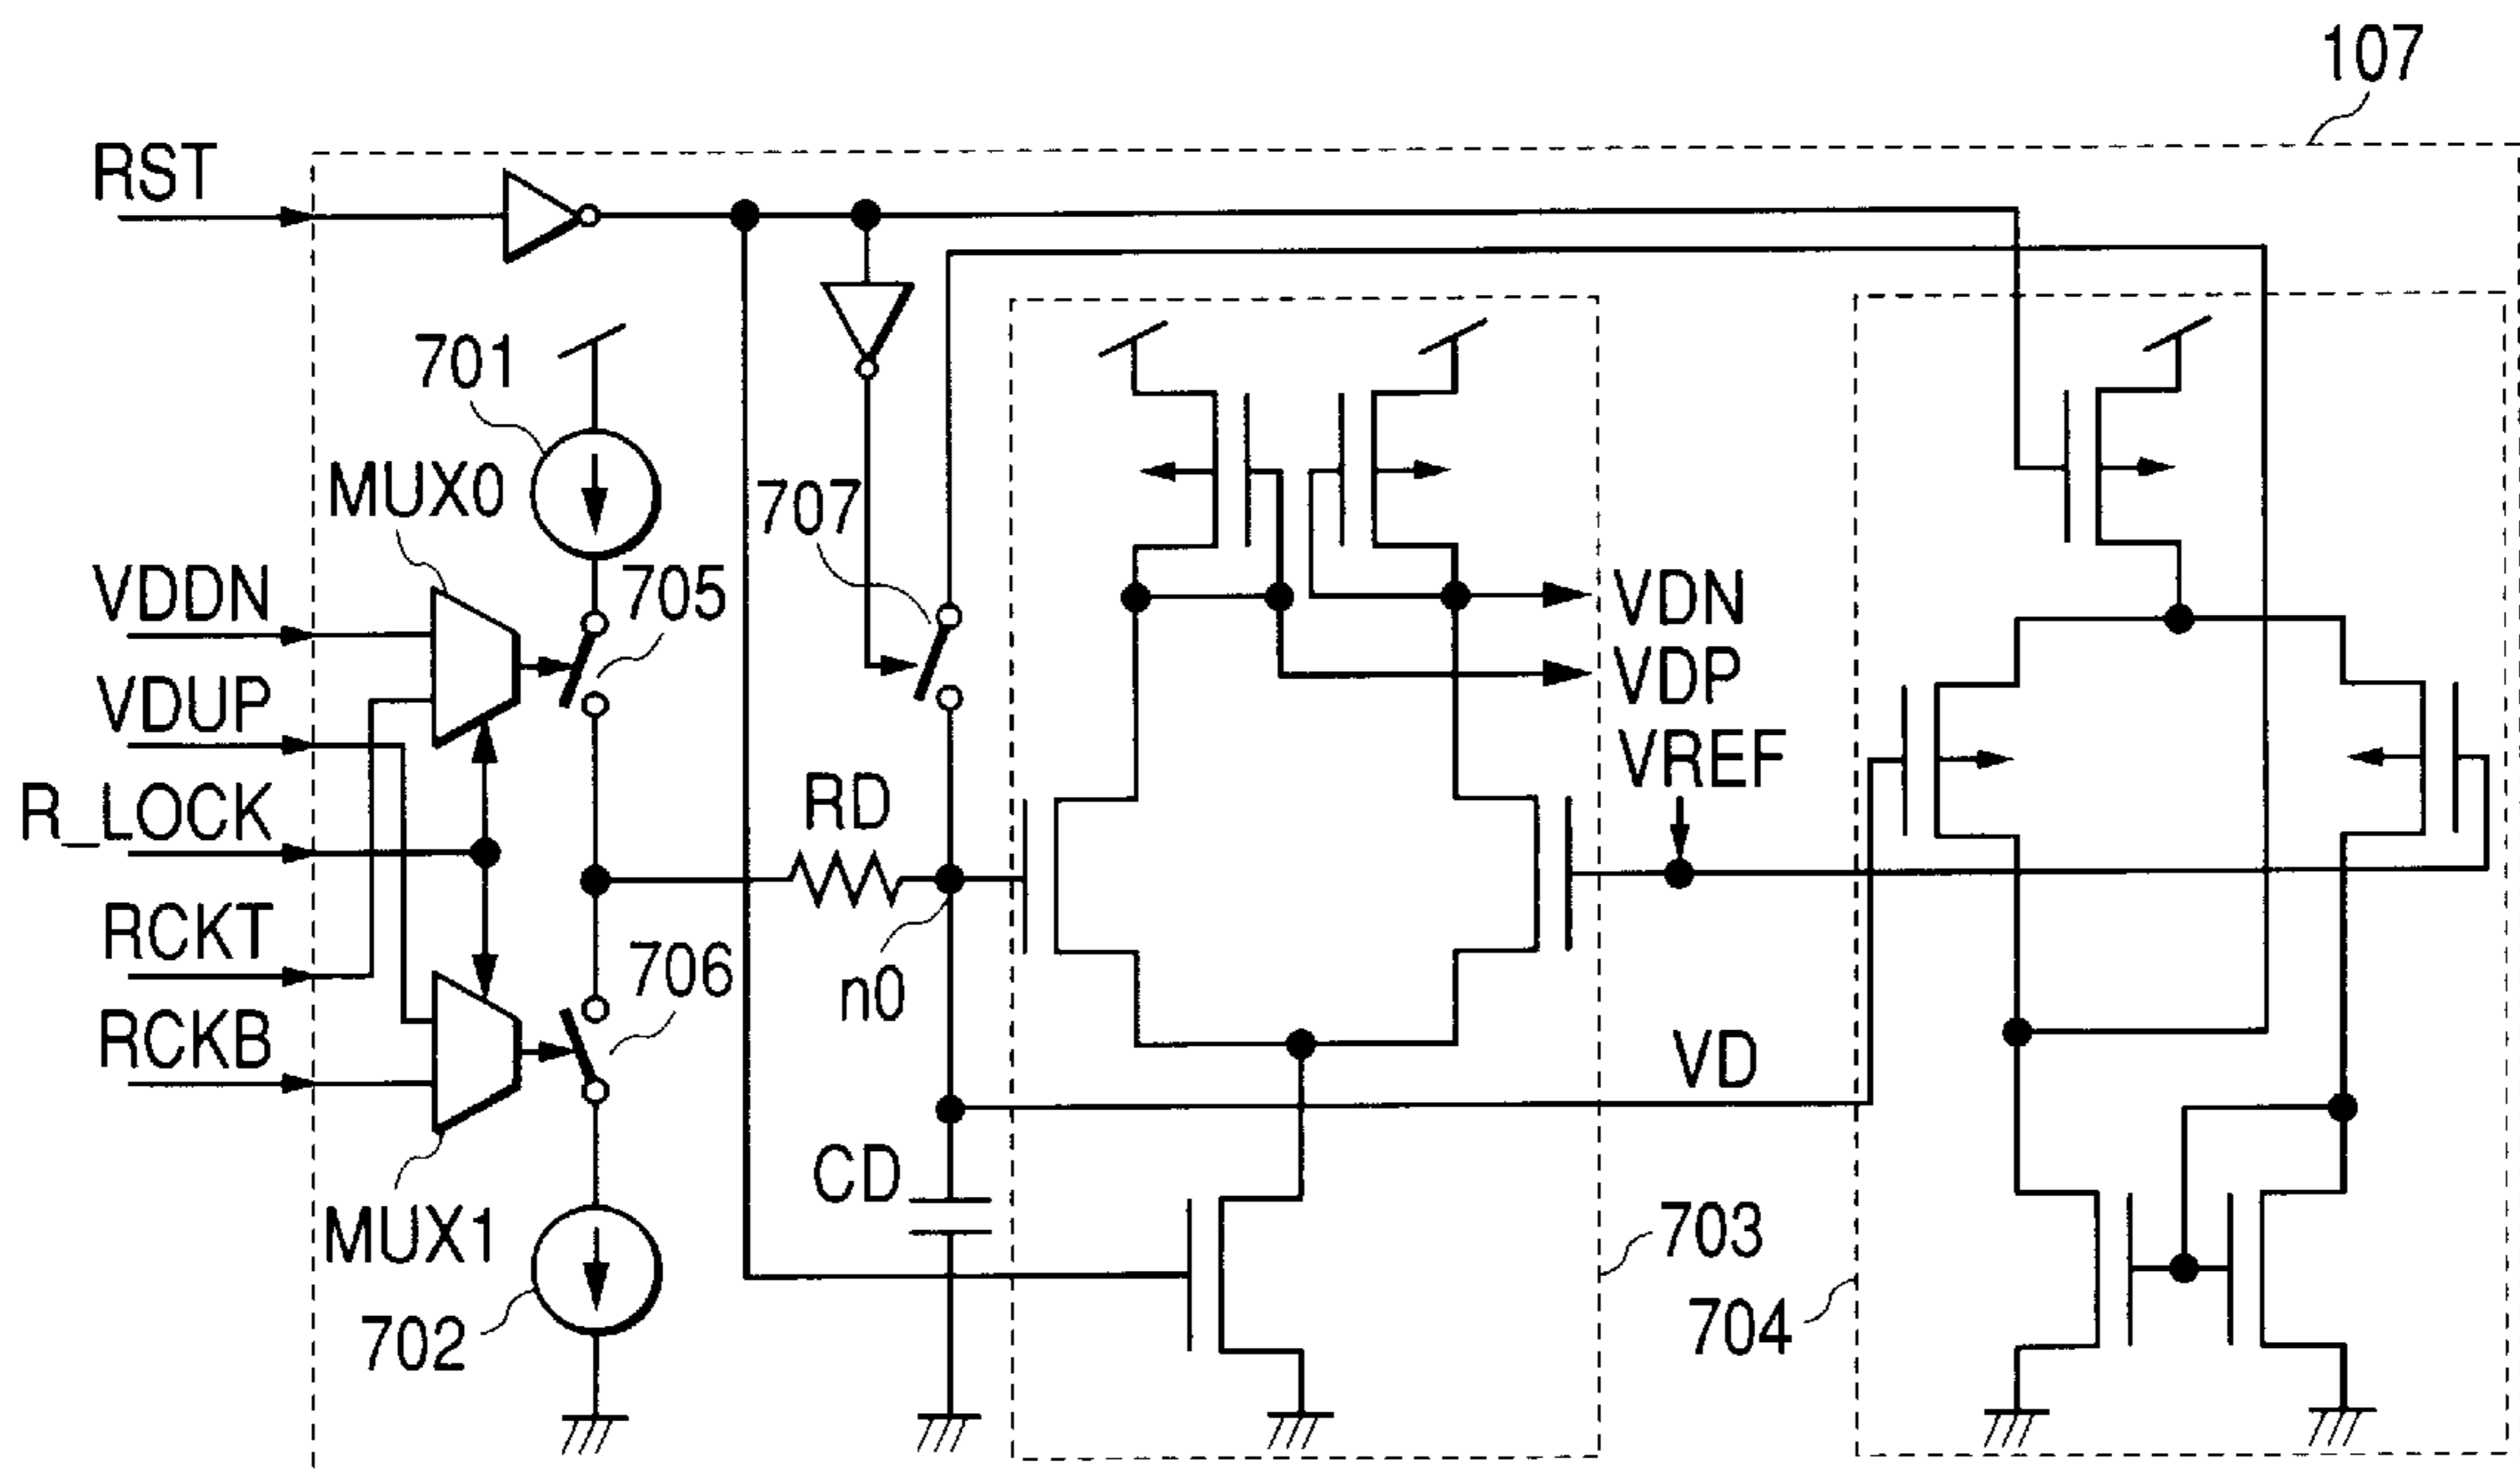 107
RST
701
MUX0
707
VDDN
705
VDN
VDUP
VDP
VREF
R_LOCK
RD
RCKT
706
n0
RCKB
VD
CD
MUX1
703
702
704